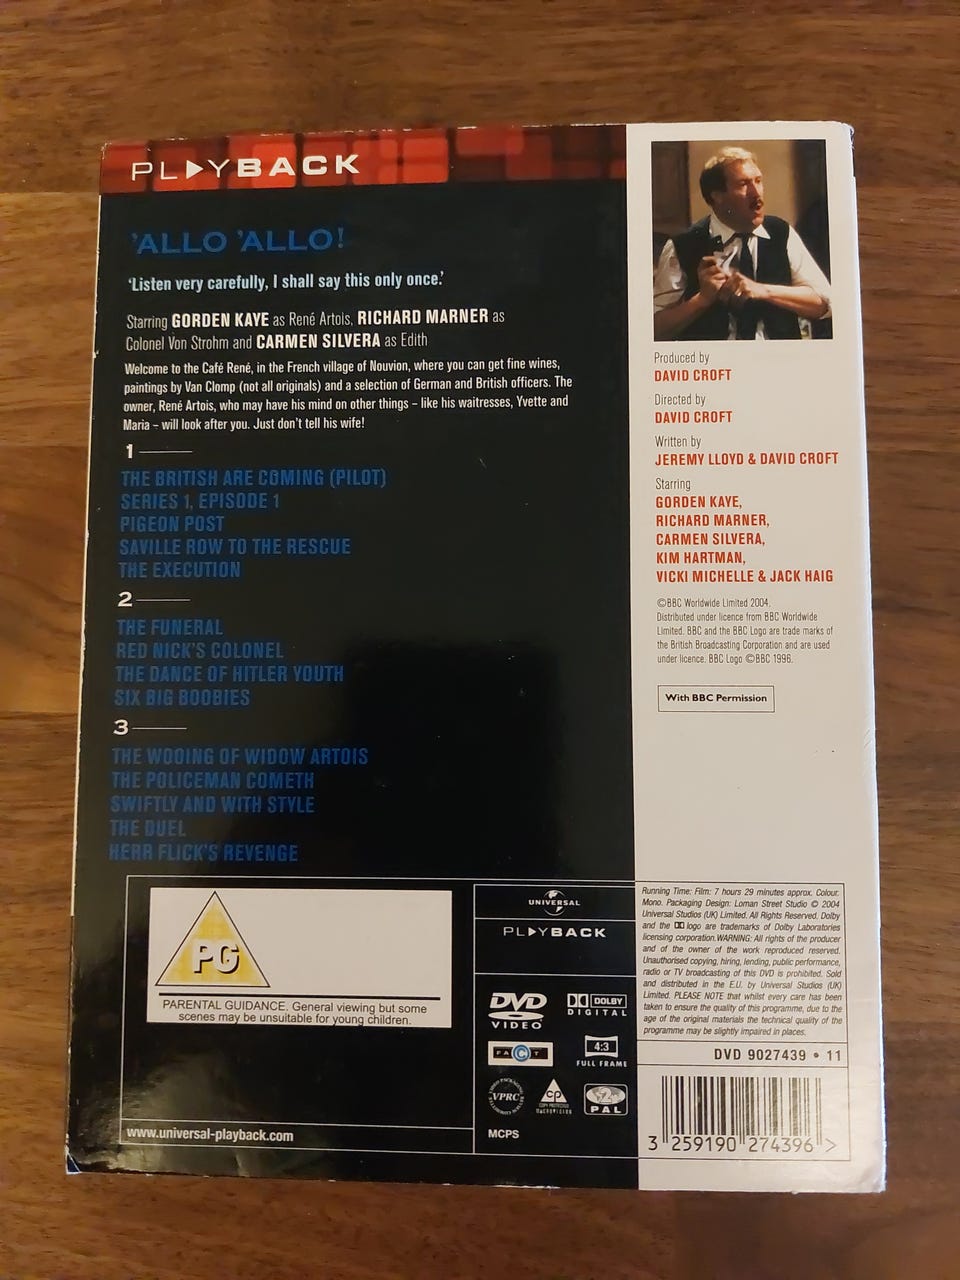 PLAYBACK
'ALLO 'ALLO!
'Listen very carefully, I shall say this only once.'
Starring GORDEN KAYE as René Artois, RICHARD MARNER as
Colonel Von Strohm and CARMEN SILVERA as Edith
Welcome to the Café René, in the French village of Nouvion, where you can get fine wines,
paintings by Van Clomp (not all originals) and a selection of German and British officers. The
owner, René Artois, who may have his mind on other things – like his waitresses, Yvette and
Maria – will look after you. Just don't tell his wife!
1
THE BRITISH ARE COMING (PILOT)
SERIES 1, EPISODE 1
PIGEON POST
SAVILLE ROW TO THE RESCUE
THE EXECUTION
2
THE FUNERAL
RED NICK'S COLONEL
THE DANCE OF HITLER YOUTH
SIX BIG BOOBIES
3
THE WOOING OF WIDOW ARTOIS
THE POLICEMAN COMETH
SWIFTLY AND WITH STYLE
THE DUEL
HERR FLICK'S REVENGE
Produced by
DAVID CROFT
Directed by
DAVID CROFT
Written by
JEREMY LLOYD & DAVID CROFT
Starring
GORDEN KAYE,
RICHARD MARNER,
CARMEN SILVERA,
KIM HARTMAN,
VICKI MICHELLE & JACK HAIG
©BBC Worldwide Limited 2004.
Distributed under licence from BBC Worldwide
Limited. BBC and the BBC Logo are trade marks of
the British Broadcasting Corporation and are used
under licence. BBC Logo ©BBC 1996.
With BBC Permission
PG
PARENTAL GUIDANCE. General viewing but some
scenes may be unsuitable for young children.
www.universal-playback.com
UNIVERSAL
PLAYBACK
DVD
VIDEO
DOLBY
DIGITAL
FACT
4:3
FULL FRAME
VPRC
cp
COPY PROTECTED
MACROVISION
2
PAL
MCPS
Running Time: Film: 7 hours 29 minutes approx. Colour.
Mono. Packaging Design: Loman Street Studio © 2004
Universal Studios (UK) Limited. All Rights Reserved. Dolby
and the DD logo are trademarks of Dolby Laboratories
licensing corporation.WARNING: All rights of the producer
and of the owner of the work reproduced reserved.
Unauthorised copying, hiring, lending, public performance,
radio or TV broadcasting of this DVD is prohibited. Sold
and distributed in the E.U. by Universal Studios (UK)
Limited. PLEASE NOTE that whilst every care has been
taken to ensure the quality of this programme, due to the
age of the original materials the technical quality of the
programme may be slightly impaired in places.
DVD 9027439 • 11
3 259190 274396 >